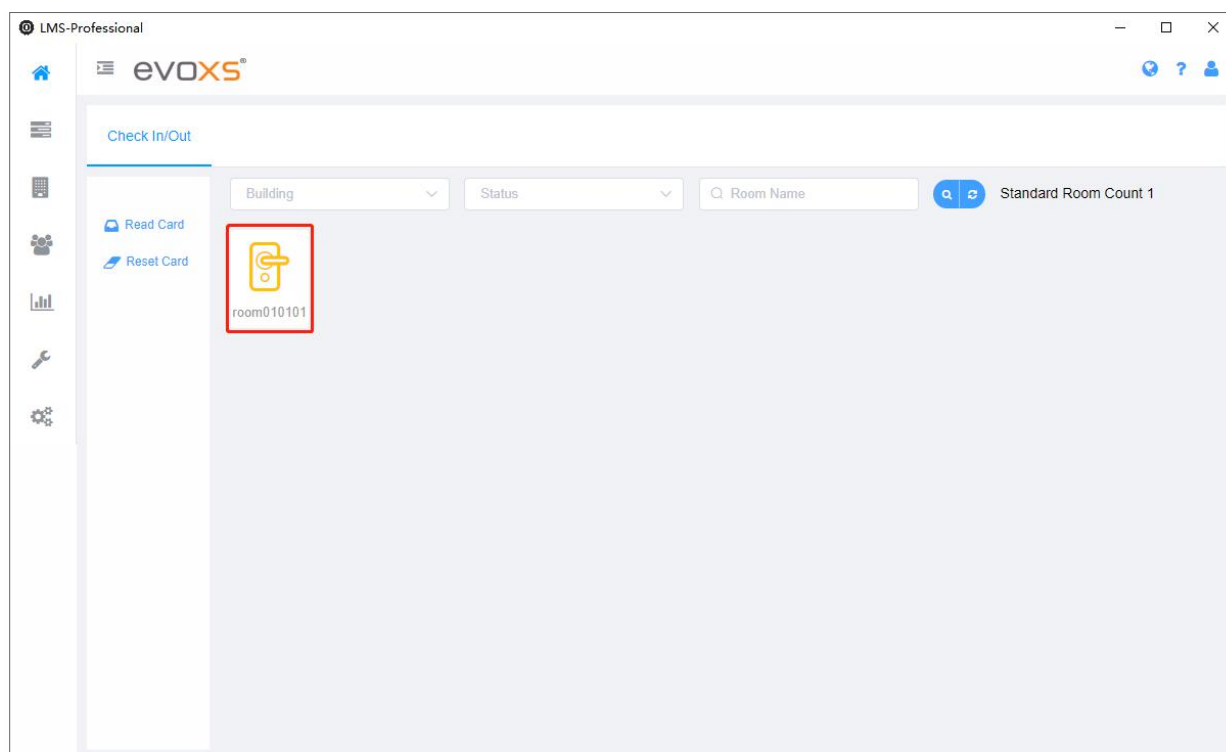 LMS-Professional
evoxs®
?
Check In/Out
Building
Status
Room Name
Standard Room Count 1
Read Card
Reset Card
room010101